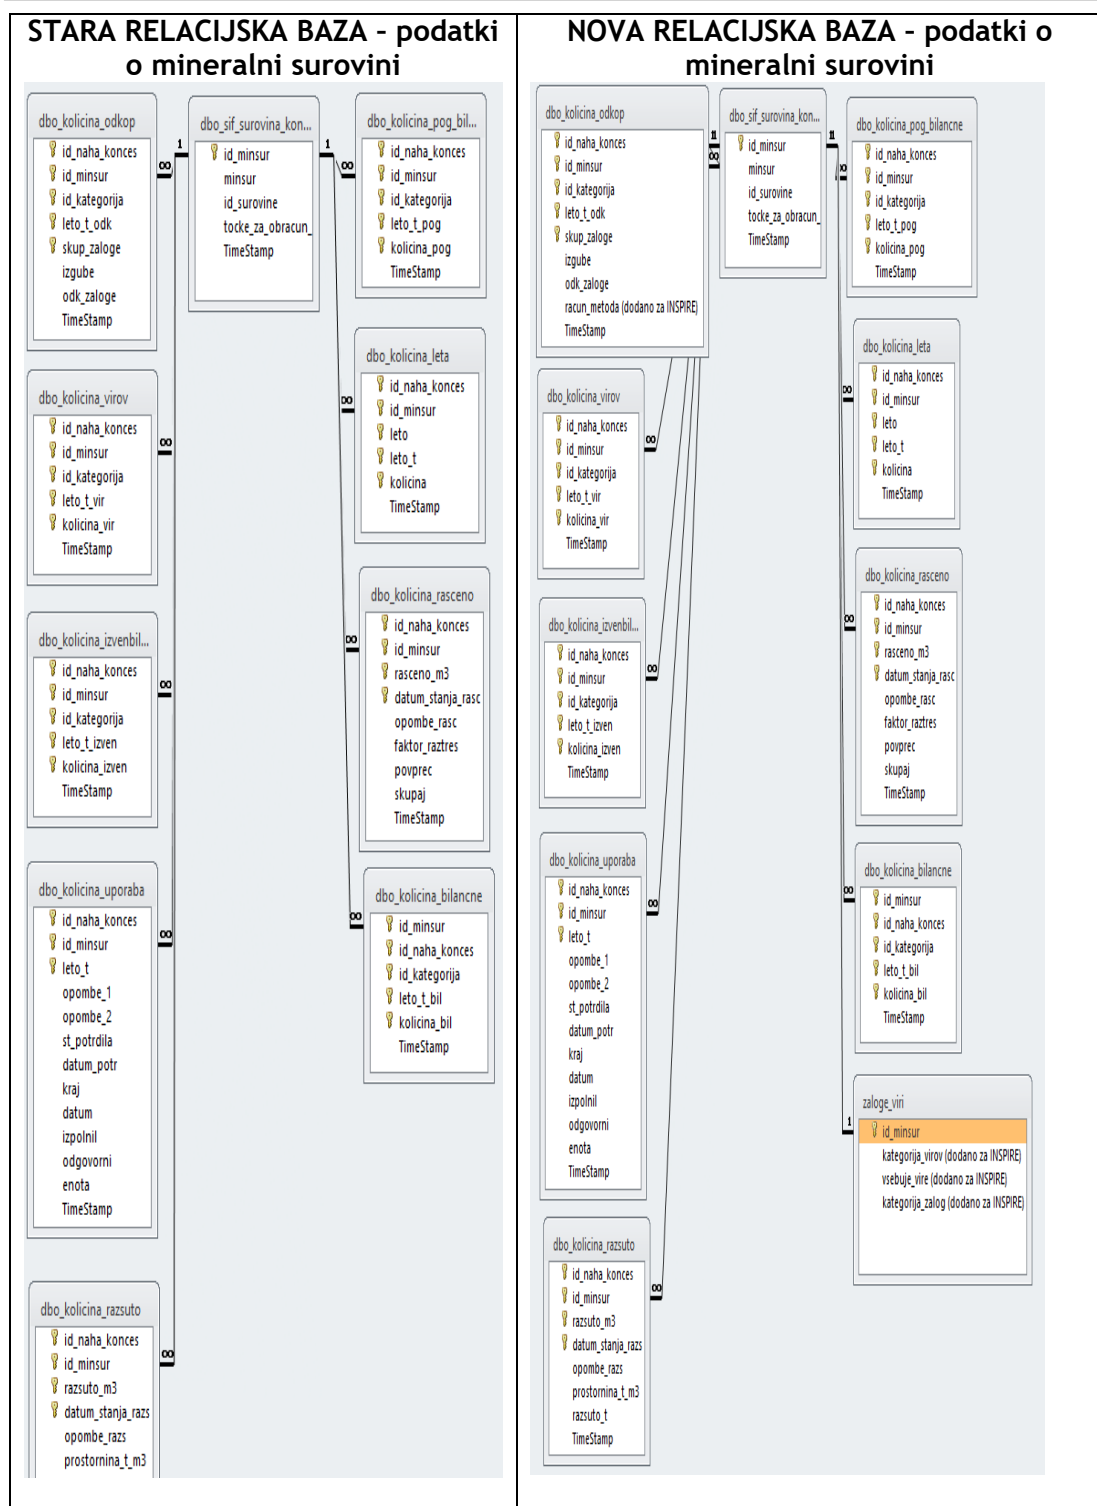 STARA RELACIJSKA BAZA – podatki
o mineralni surovini
dbo_kolicina_odkop
id_naha_konces
id_minsur
id_kategorija
leto_t_odk
skup_zaloge
izgube
odk_zaloge
TimeStamp
dbo_sif_surovina_kon...
id_minsur
minsur
id_surovine
tocke_za_obracun_
TimeStamp
dbo_kolicina_pog_bil...
id_naha_konces
id_minsur
id_kategorija
leto_t_pog
kolicina_pog
TimeStamp
dbo_kolicina_leta
id_naha_konces
id_minsur
leto
leto_t
kolicina
TimeStamp
dbo_kolicina_virov
id_naha_konces
id_minsur
id_kategorija
leto_t_vir
kolicina_vir
TimeStamp
dbo_kolicina_rasceno
id_naha_konces
id_minsur
rasceno_m3
datum_stanja_rasc
opombe_rasc
faktor_raztres
povprec
skupaj
TimeStamp
dbo_kolicina_izvenbil...
id_naha_konces
id_minsur
id_kategorija
leto_t_izven
kolicina_izven
TimeStamp
dbo_kolicina_uporaba
id_naha_konces
id_minsur
leto_t
opombe_1
opombe_2
st_potrdila
datum_potr
kraj
datum
izpolnil
odgovorni
enota
TimeStamp
dbo_kolicina_bilancne
id_minsur
id_naha_konces
id_kategorija
leto_t_bil
kolicina_bil
TimeStamp
dbo_kolicina_razsuto
id_naha_konces
id_minsur
razsuto_m3
datum_stanja_razs
opombe_razs
prostornina_t_m3
1
1
∞
∞
∞
∞
∞
∞
∞
∞
∞
NOVA RELACIJSKA BAZA – podatki o
mineralni surovini
dbo_kolicina_odkop
id_naha_konces
id_minsur
id_kategorija
leto_t_odk
skup_zaloge
izgube
odk_zaloge
racun_metoda (dodano za INSPIRE)
TimeStamp
dbo_sif_surovina_kon...
id_minsur
minsur
id_surovine
tocke_za_obracun_
TimeStamp
dbo_kolicina_pog_bilancne
id_naha_konces
id_minsur
id_kategorija
leto_t_pog
kolicina_pog
TimeStamp
dbo_kolicina_leta
id_naha_konces
id_minsur
leto
leto_t
kolicina
TimeStamp
dbo_kolicina_virov
id_naha_konces
id_minsur
id_kategorija
leto_t_vir
kolicina_vir
TimeStamp
dbo_kolicina_rasceno
id_naha_konces
id_minsur
rasceno_m3
datum_stanja_rasc
opombe_rasc
faktor_raztres
povprec
skupaj
TimeStamp
dbo_kolicina_izvenbil...
id_naha_konces
id_minsur
id_kategorija
leto_t_izven
kolicina_izven
TimeStamp
dbo_kolicina_uporaba
id_naha_konces
id_minsur
leto_t
opombe_1
opombe_2
st_potrdila
datum_potr
kraj
datum
izpolnil
odgovorni
enota
TimeStamp
dbo_kolicina_bilancne
id_minsur
id_naha_konces
id_kategorija
leto_t_bil
kolicina_bil
TimeStamp
zaloge_viri
id_minsur
kategorija_virov (dodano za INSPIRE)
vsebuje_vire (dodano za INSPIRE)
kategorija_zalog (dodano za INSPIRE)
dbo_kolicina_razsuto
id_naha_konces
id_minsur
razsuto_m3
datum_stanja_razs
opombe_razs
prostornina_t_m3
razsuto_t
TimeStamp
1
1
∞
∞
∞
∞
∞
∞
∞
∞
∞
1